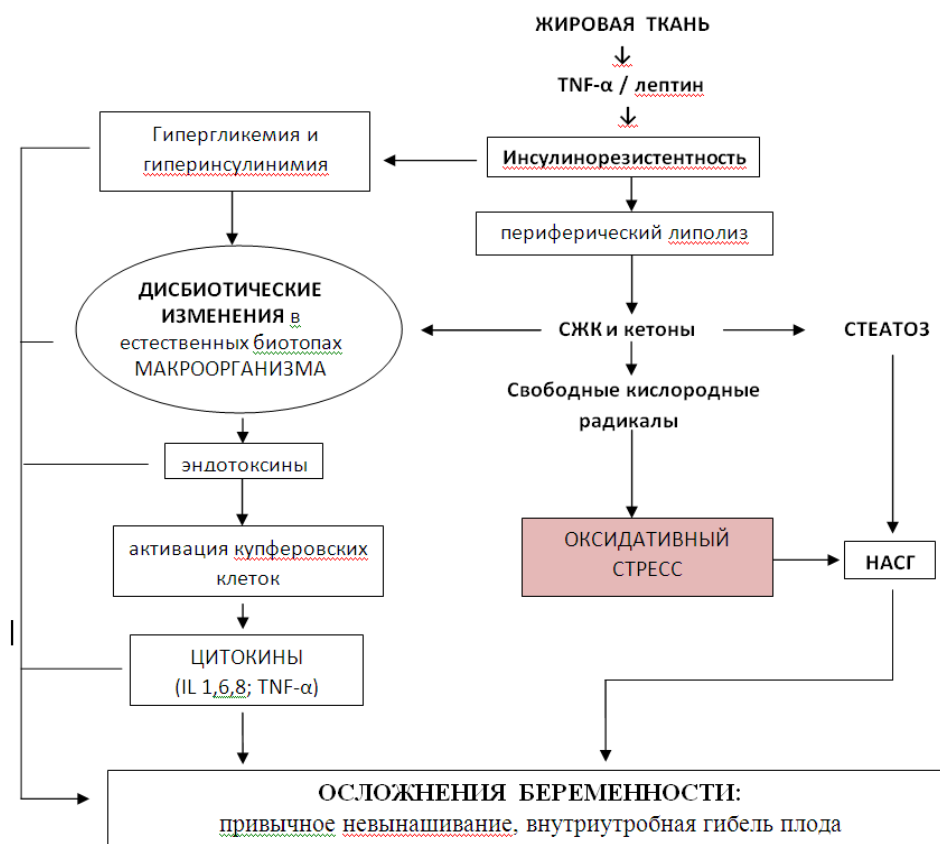 ЖИРОВАЯ ТКАНЬ
↓
TNF-α / лептин
↓
Гипергликемия и
гиперинсулинимия
Инсулинорезистентность
периферический липолиз
ДИСБИОТИЧЕСКИЕ
ИЗМЕНЕНИЯ в
естественных биотопах
МАКРООРГАНИЗМА
СЖК и кетоны
СТЕАТОЗ
Свободные кислородные
радикалы
эндотоксины
активация купферовских
клеток
ОКСИДАТИВНЫЙ
СТРЕСС
НАСГ
ЦИТОКИНЫ
(IL 1,6,8; TNF-α)
ОСЛОЖНЕНИЯ БЕРЕМЕННОСТИ:
привычное невынашивание, внутриутробная гибель плода